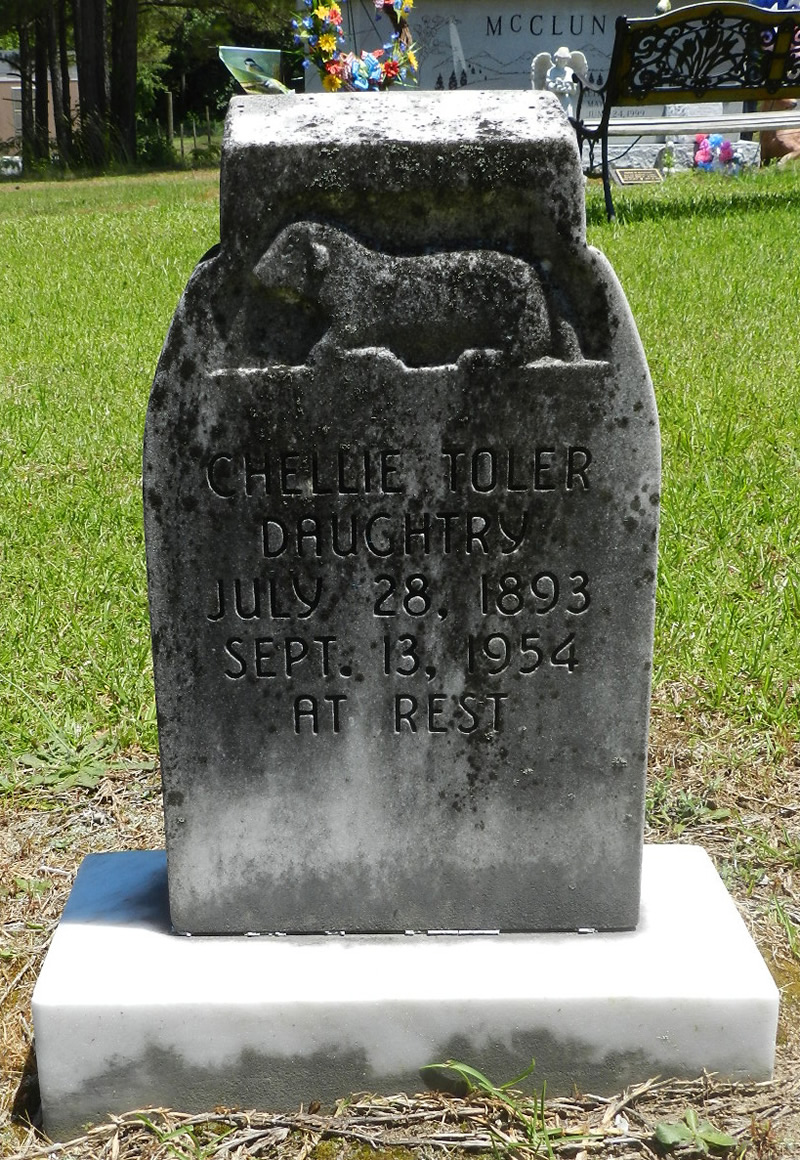 MCCLUN
CHELLIE TOLER
DAUGHTRY
JULY 28, 1893
SEPT. 13, 1954
AT REST